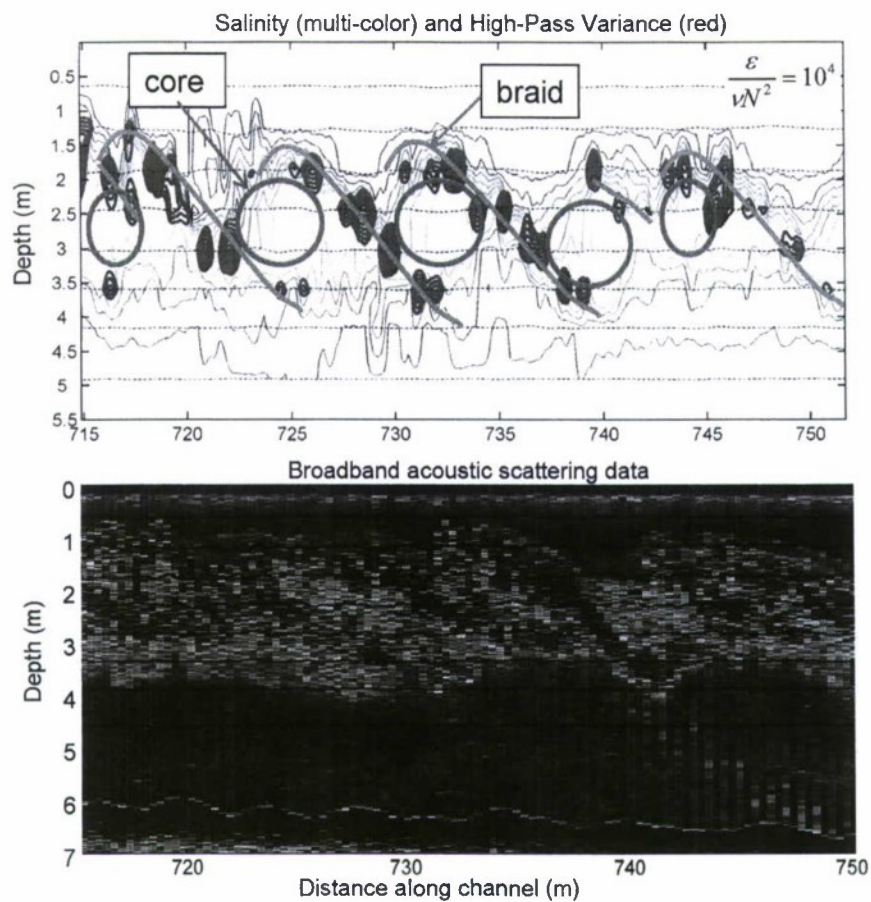 Salinity (multi-color) and High-Pass Variance (red)
core
braid
ε/νN² = 10⁴
Depth (m)
0.5
1
1.5
2
2.5
3
3.5
4
4.5
5
5.5
715 720 725 730 735 740 745 750
Broadband acoustic scattering data
Depth (m)
0
1
2
3
4
5
6
7
720 730 740 750
Distance along channel (m)